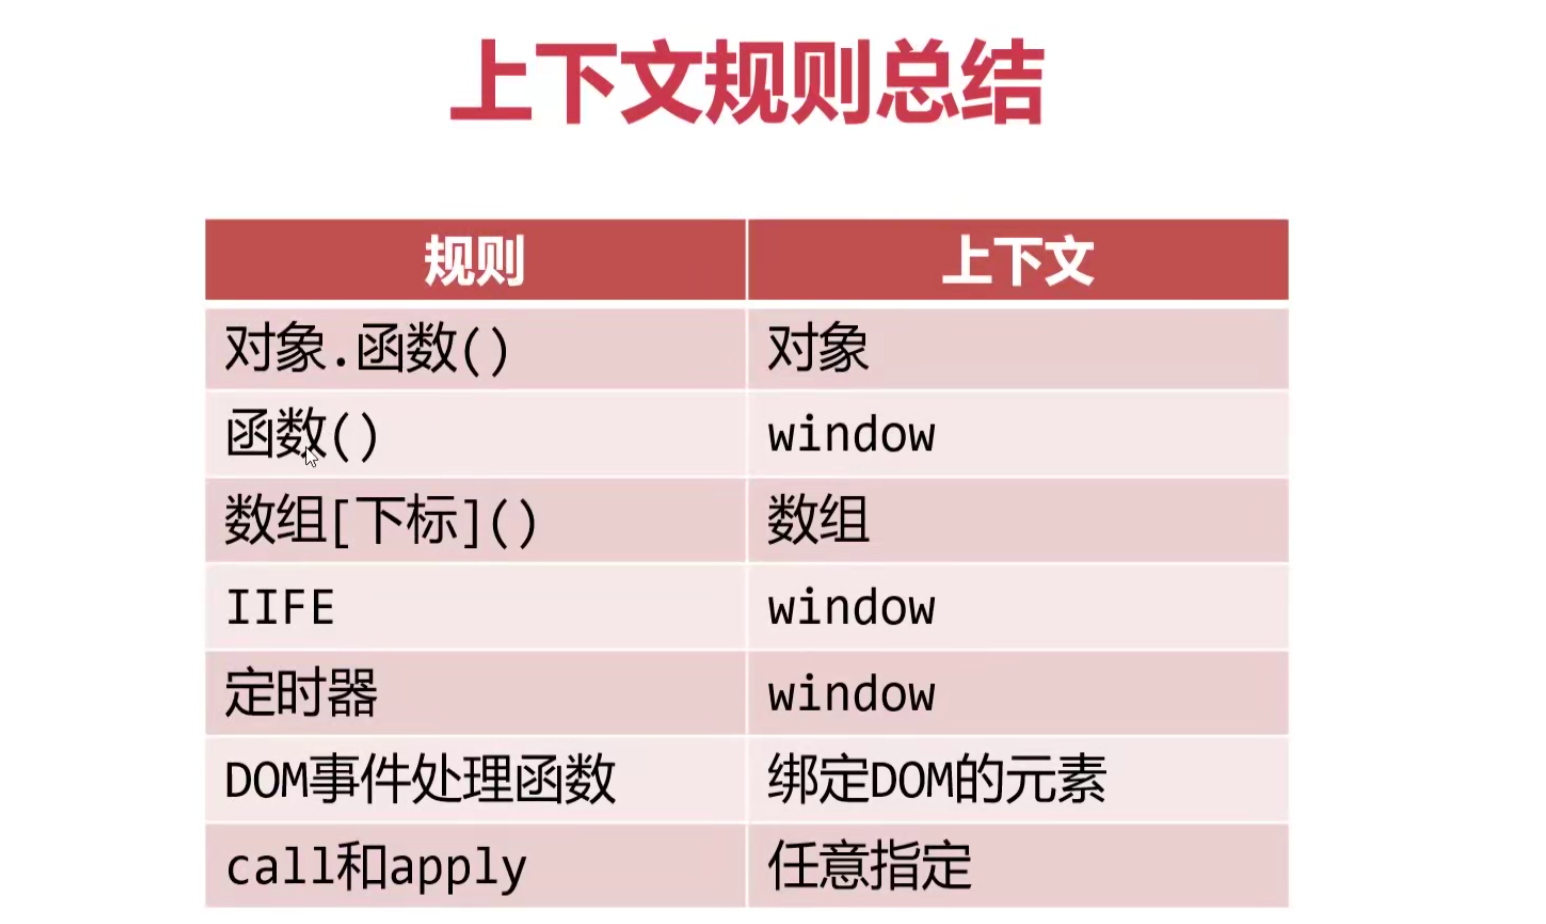 上下文规则总结
规则 上下文
对象.函数() 对象
函数() window
数组[下标]() 数组
IIFE window
定时器 window
DOM事件处理函数 绑定DOM的元素
call和apply 任意指定